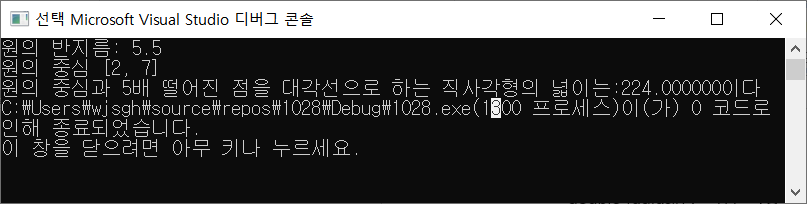 선택 Microsoft Visual Studio 디버그 콘솔
원의 반지름: 5.5
원의 중심 [2, 7]
원의 중심과 5배 떨어진 점을 대각선으로 하는 직사각형의 넓이는:224.0000000이다
C:\Users\wjsgh\source\repos\1028\Debug\1028.exe(1300 프로세스)이(가) 0 코드로
인해 종료되었습니다.
이 창을 닫으려면 아무 키나 누르세요.